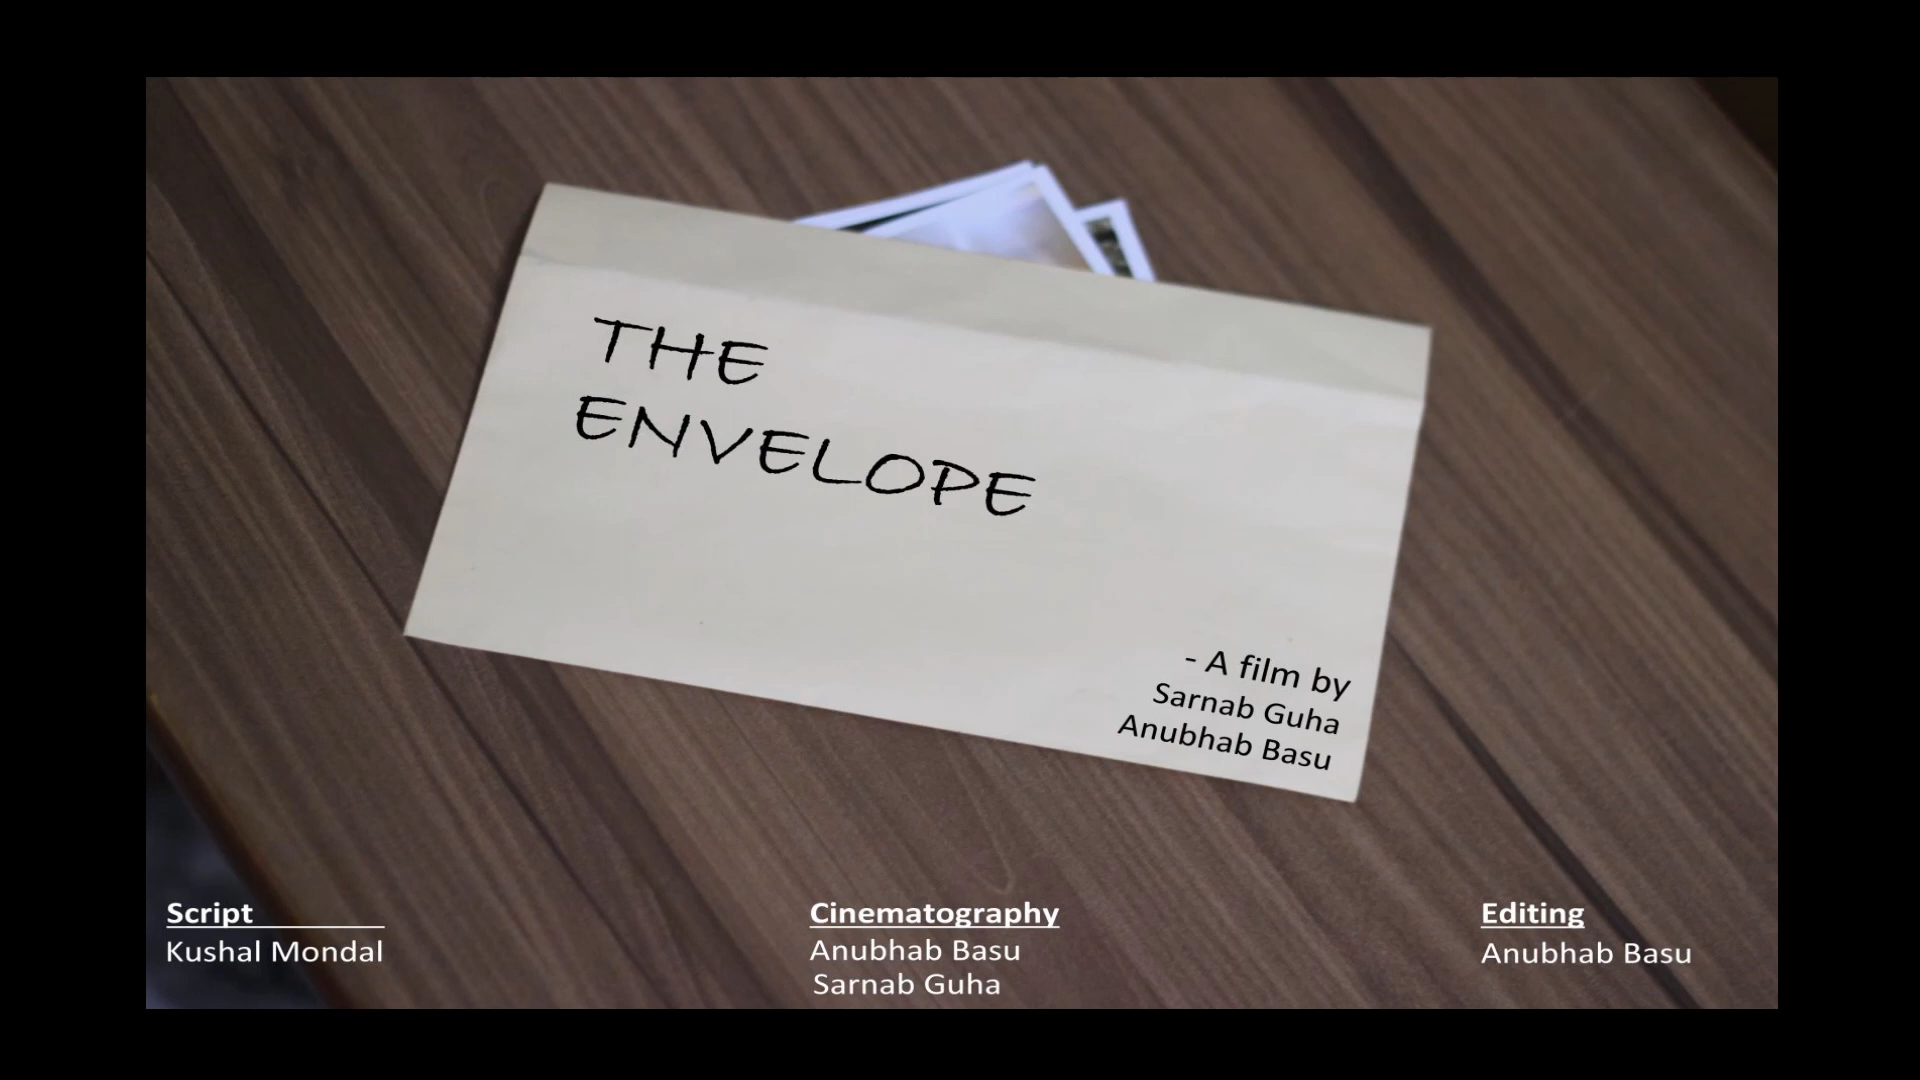 THE
ENVELOPE
- A film by
Sarnab Guha
Anubhab Basu
Script
Kushal Mondal
Cinematography
Anubhab Basu
Sarnab Guha
Editing
Anubhab Basu